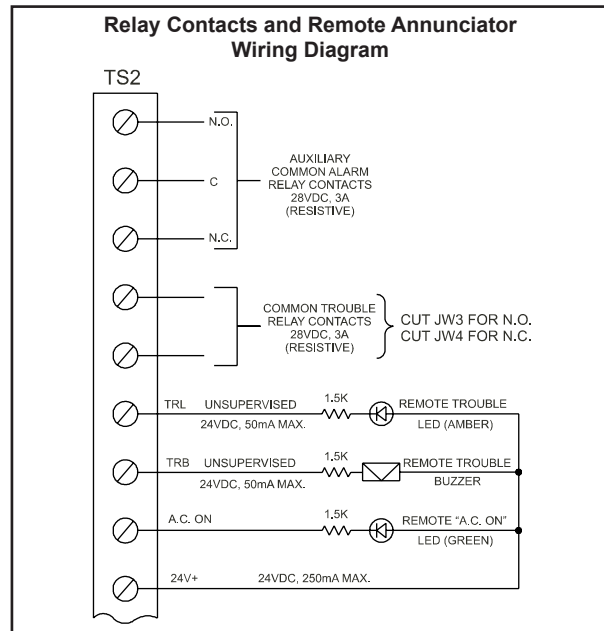 Relay Contacts and Remote Annunciator
Wiring Diagram
TS2
N.O.
C
N.C.
AUXILIARY
COMMON ALARM
RELAY CONTACTS
28VDC, 3A
(RESISTIVE)
COMMON TROUBLE
RELAY CONTACTS
28VDC, 3A
(RESISTIVE)
CUT JW3 FOR N.O.
CUT JW4 FOR N.C.
TRL UNSUPERVISED 1.5K REMOTE TROUBLE
24VDC, 50mA MAX. LED (AMBER)
TRB UNSUPERVISED 1.5K REMOTE TROUBLE
24VDC, 50mA MAX. BUZZER
A.C. ON 1.5K REMOTE "A.C. ON"
LED (GREEN)
24V+ 24VDC, 250mA MAX.